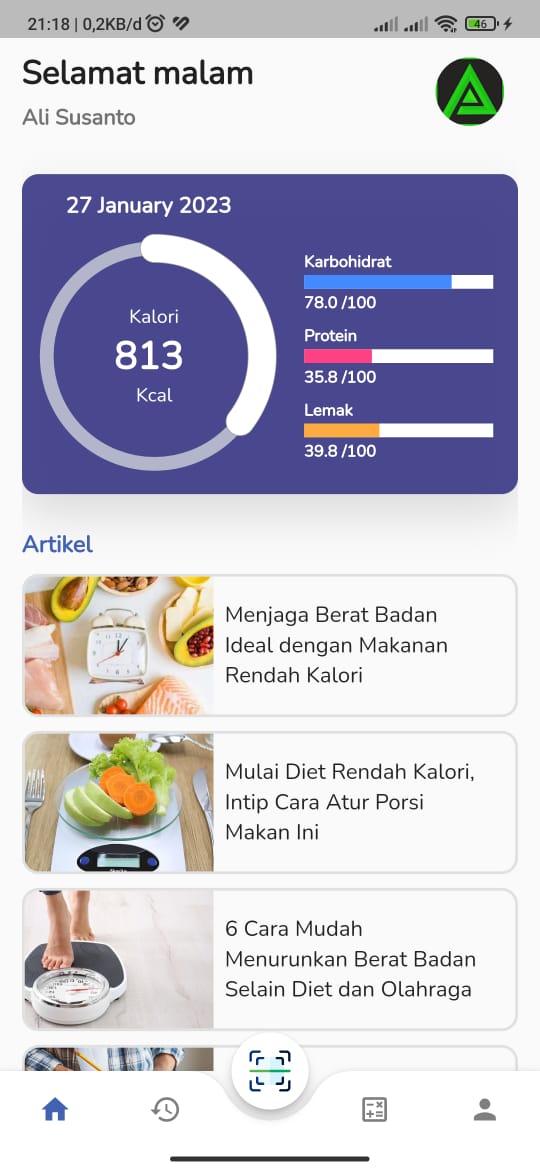 21:18 | 0,2KB/d
46
Selamat malam
Ali Susanto
27 January 2023
Kalori
813
Kcal
Karbohidrat
78.0 /100
Protein
35.8 /100
Lemak
39.8 /100
Artikel
Menjaga Berat Badan
Ideal dengan Makanan
Rendah Kalori
Mulai Diet Rendah Kalori,
Intip Cara Atur Porsi
Makan Ini
6 Cara Mudah
Menurunkan Berat Badan
Selain Diet dan Olahraga